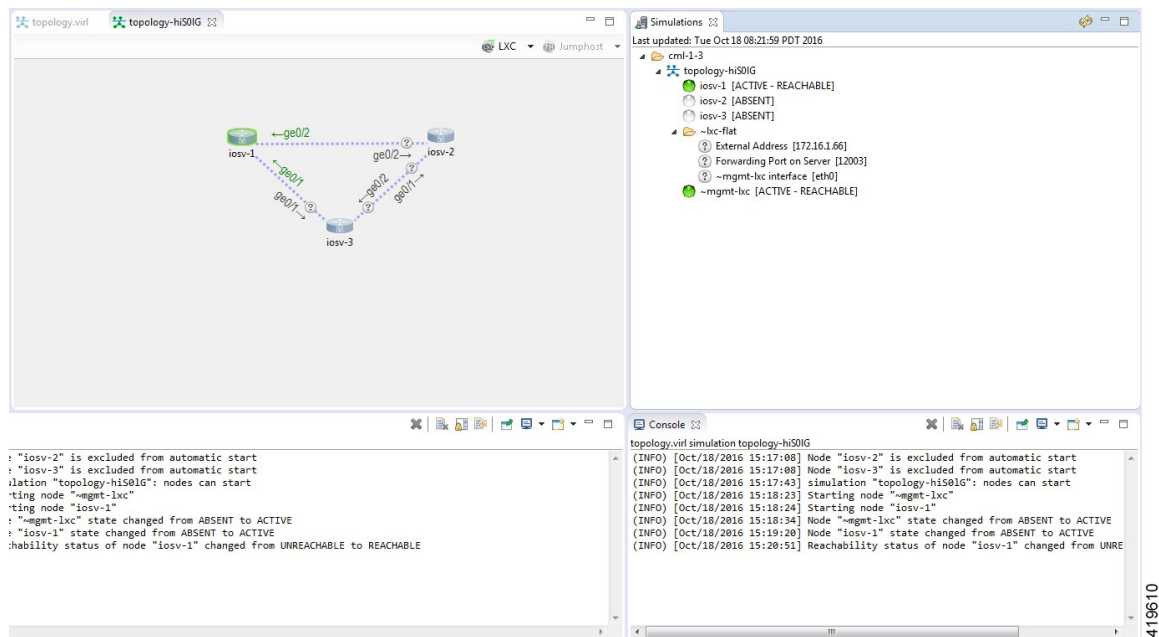 topology.virl
topology-hiS0IG
LXC
Jumphost
←ge0/2
iosv-1
ge0/2→
iosv-2
←ge0/1
ge0/1→
←ge0/2
ge0/1→
iosv-3
Simulations
Last updated: Tue Oct 18 08:21:59 PDT 2016
cml-1-3
topology-hiS0IG
iosv-1 [ACTIVE - REACHABLE]
iosv-2 [ABSENT]
iosv-3 [ABSENT]
~lxc-flat
External Address [172.16.1.66]
Forwarding Port on Server [12003]
~mgmt-lxc interface [eth0]
~mgmt-lxc [ACTIVE - REACHABLE]
: "iosv-2" is excluded from automatic start
: "iosv-3" is excluded from automatic start
ulation "topology-hiS0lG": nodes can start
rting node "~mgmt-lxc"
rting node "iosv-1"
: "~mgmt-lxc" state changed from ABSENT to ACTIVE
: "iosv-1" state changed from ABSENT to ACTIVE
:hability status of node "iosv-1" changed from UNREACHABLE to REACHABLE
Console
topology.virl simulation topology-hiS0IG
(INFO) [Oct/18/2016 15:17:08] Node "iosv-2" is excluded from automatic start
(INFO) [Oct/18/2016 15:17:08] Node "iosv-3" is excluded from automatic start
(INFO) [Oct/18/2016 15:17:43] simulation "topology-hiS0lG": nodes can start
(INFO) [Oct/18/2016 15:18:23] Starting node "~mgmt-lxc"
(INFO) [Oct/18/2016 15:18:24] Starting node "iosv-1"
(INFO) [Oct/18/2016 15:18:34] Node "~mgmt-lxc" state changed from ABSENT to ACTIVE
(INFO) [Oct/18/2016 15:19:20] Node "iosv-1" state changed from ABSENT to ACTIVE
(INFO) [Oct/18/2016 15:20:51] Reachability status of node "iosv-1" changed from UNRE
419610